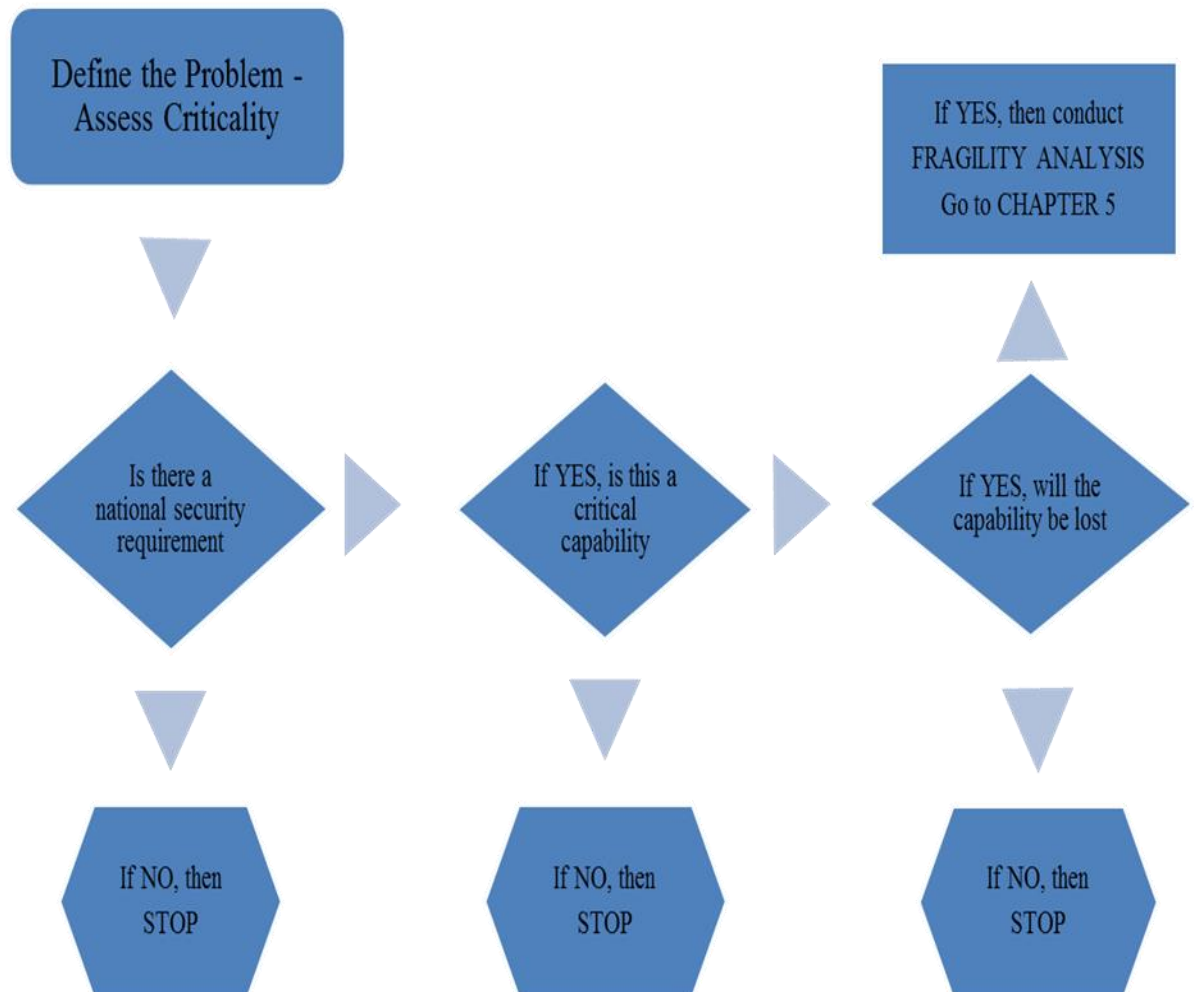 Define the Problem -
Assess Criticality
If YES, then conduct
FRAGILITY ANALYSIS
Go to CHAPTER 5
Is there a
national security
requirement
If YES, is this a
critical
capability
If YES, will the
capability be lost
If NO, then
STOP
If NO, then
STOP
If NO, then
STOP